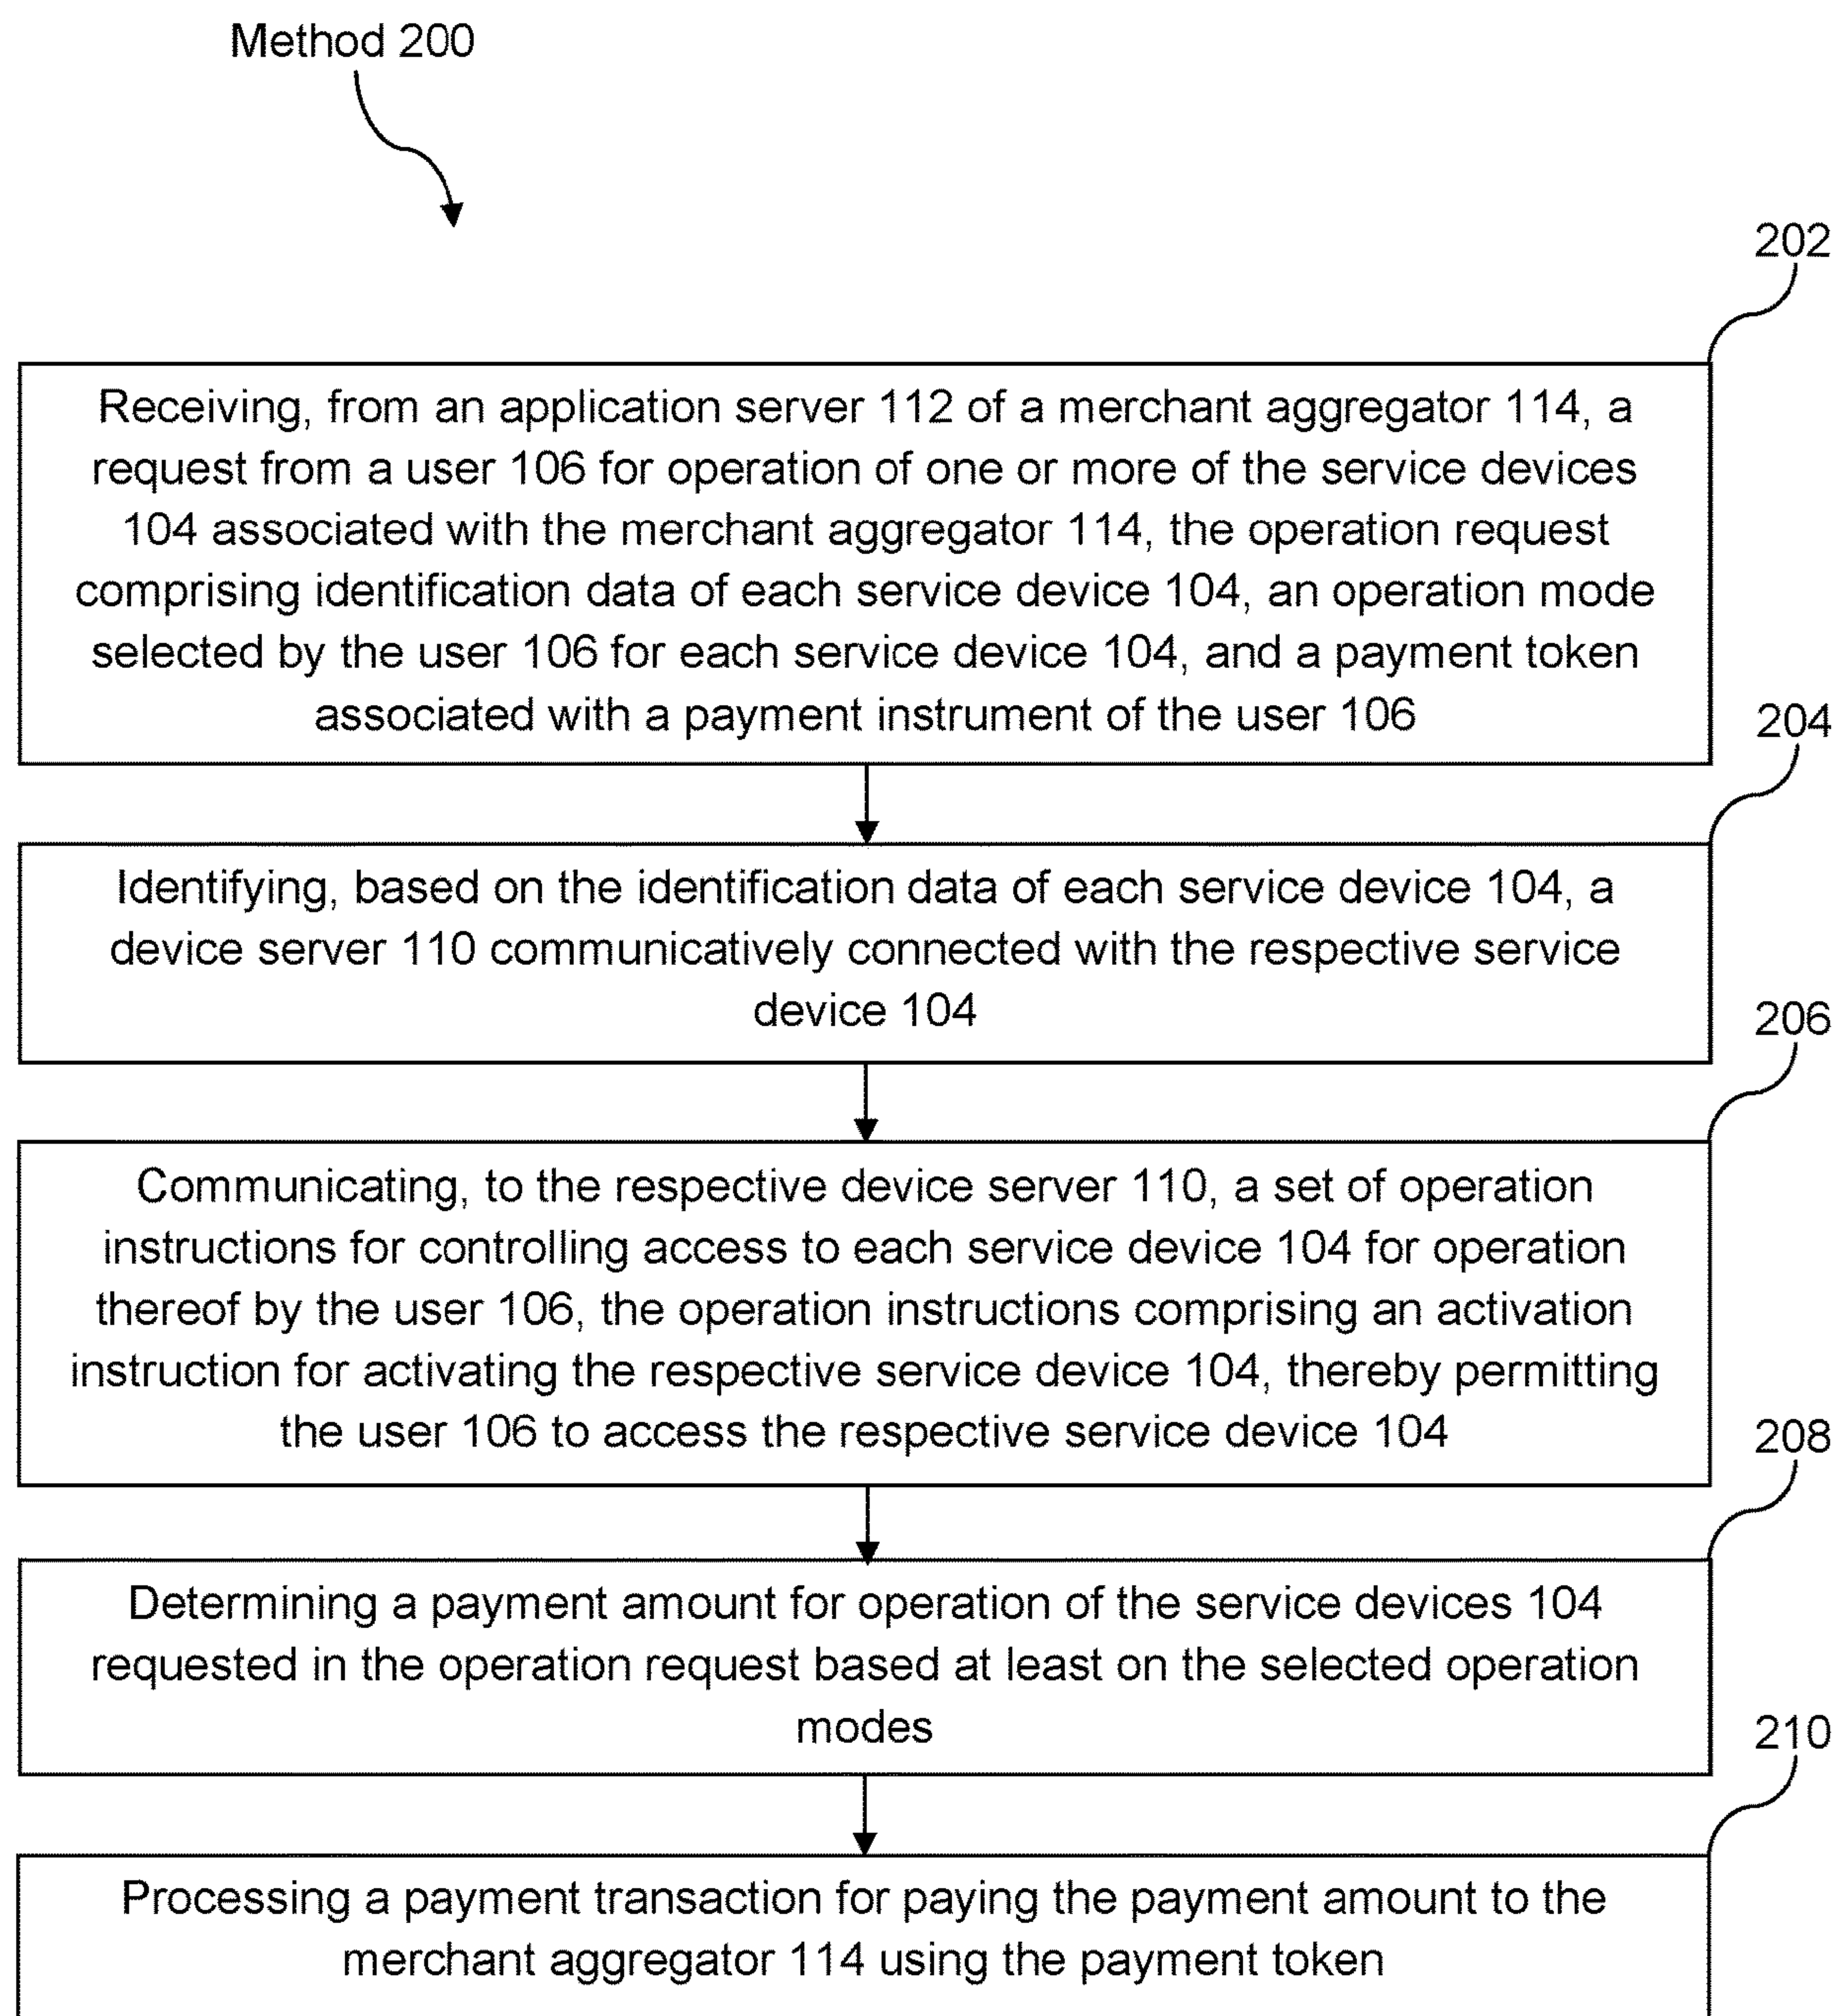 Method 200
202
Receiving, from an application server 112 of a merchant aggregator 114, a
request from a user 106 for operation of one or more of the service devices
104 associated with the merchant aggregator 114, the operation request
comprising identification data of each service device 104, an operation mode
selected by the user 106 for each service device 104, and a payment token
associated with a payment instrument of the user 106
204
Identifying, based on the identification data of each service device 104, a
device server 110 communicatively connected with the respective service
device 104
206
Communicating, to the respective device server 110, a set of operation
instructions for controlling access to each service device 104 for operation
thereof by the user 106, the operation instructions comprising an activation
instruction for activating the respective service device 104, thereby permitting
the user 106 to access the respective service device 104
208
Determining a payment amount for operation of the service devices 104
requested in the operation request based at least on the selected operation
modes
210
Processing a payment transaction for paying the payment amount to the
merchant aggregator 114 using the payment token